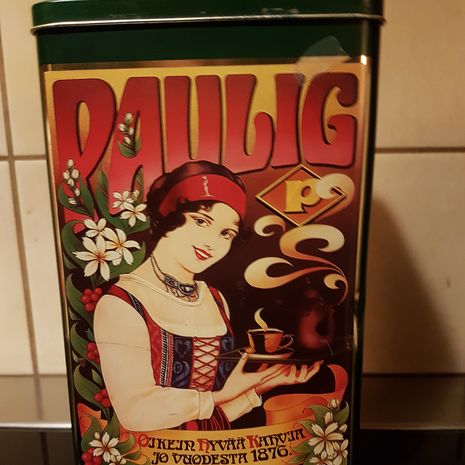 PAULIG
P
OIKEIN HYVÄÄ KAHVIA
JO VUODESTA 1876.